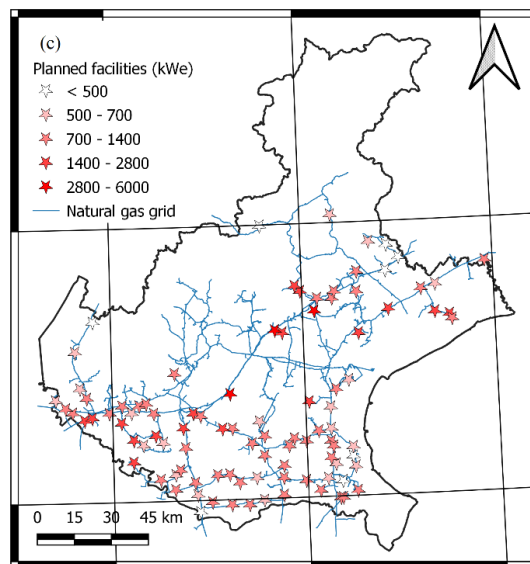 (c)
Planned facilities (kWe)
< 500
500 - 700
700 - 1400
1400 - 2800
2800 - 6000
Natural gas grid
0 15 30 45 km